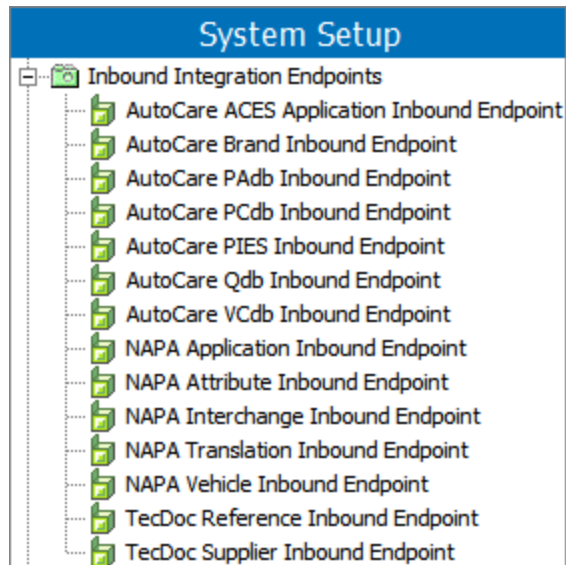 System Setup
Inbound Integration Endpoints
AutoCare ACES Application Inbound Endpoint
AutoCare Brand Inbound Endpoint
AutoCare PAdb Inbound Endpoint
AutoCare PCdb Inbound Endpoint
AutoCare PIES Inbound Endpoint
AutoCare Qdb Inbound Endpoint
AutoCare VCdb Inbound Endpoint
NAPA Application Inbound Endpoint
NAPA Attribute Inbound Endpoint
NAPA Interchange Inbound Endpoint
NAPA Translation Inbound Endpoint
NAPA Vehicle Inbound Endpoint
TecDoc Reference Inbound Endpoint
TecDoc Supplier Inbound Endpoint